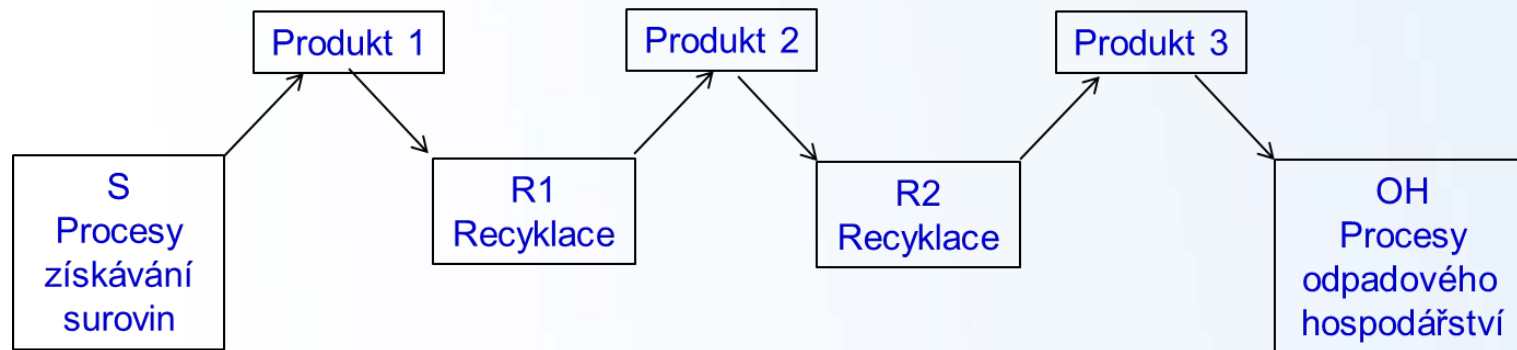 Produkt 1
Produkt 2
Produkt 3
S
Procesy
získávání
surovin
R1
Recyklace
R2
Recyklace
OH
Procesy
odpadového
hospodářství